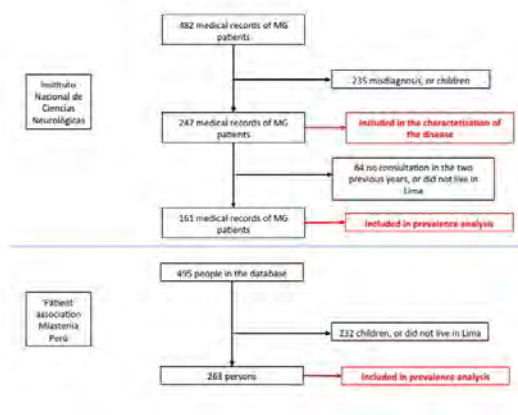 482 medical records of MG
patients
Instituto
Nacional de
Ciencias
Neurológicas
235 misdiagnosis, or children
247 medical records of MG
patients
Included in the characterization of
the disease
84 no consultation in the two
previous years, or did not live in
Lima
161 medical records of MG
patients
Included in prevalence analysis
495 people in the database
'Patient
association
Miastenia
Perú
232 children, or did not live in Lima
263 persons
Included in prevalence analysis